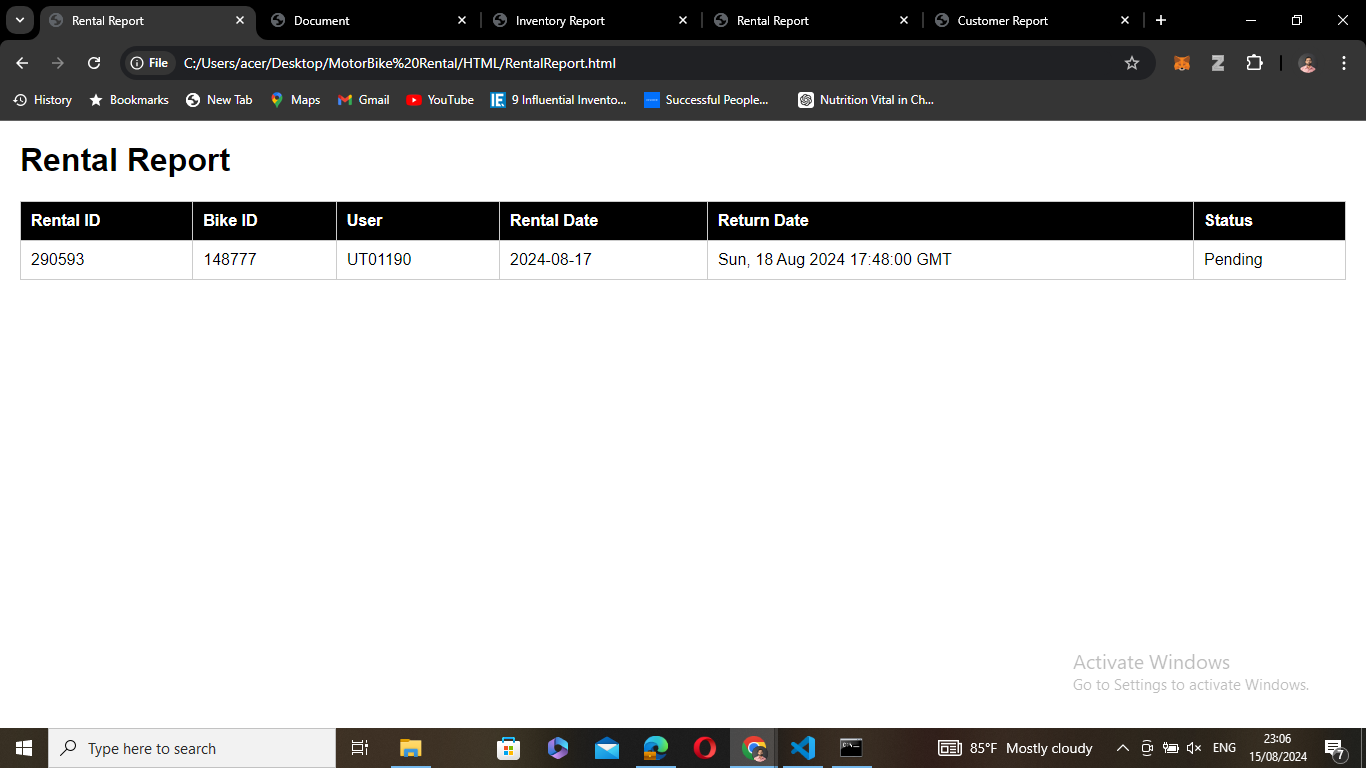 Rental Report
Document
Inventory Report
Rental Report
Customer Report
File
C:/Users/acer/Desktop/MotorBike%20Rental/HTML/RentalReport.html
History
Bookmarks
New Tab
Maps
Gmail
YouTube
IE
9 Influential Invento...
Successful People...
Nutrition Vital in Ch...
Rental Report
Rental ID Bike ID User Rental Date Return Date Status
290593 148777 UT01190 2024-08-17 Sun, 18 Aug 2024 17:48:00 GMT Pending
Activate Windows
Go to Settings to activate Windows.
Type here to search
85°F Mostly cloudy
ENG
23:06
15/08/2024
7